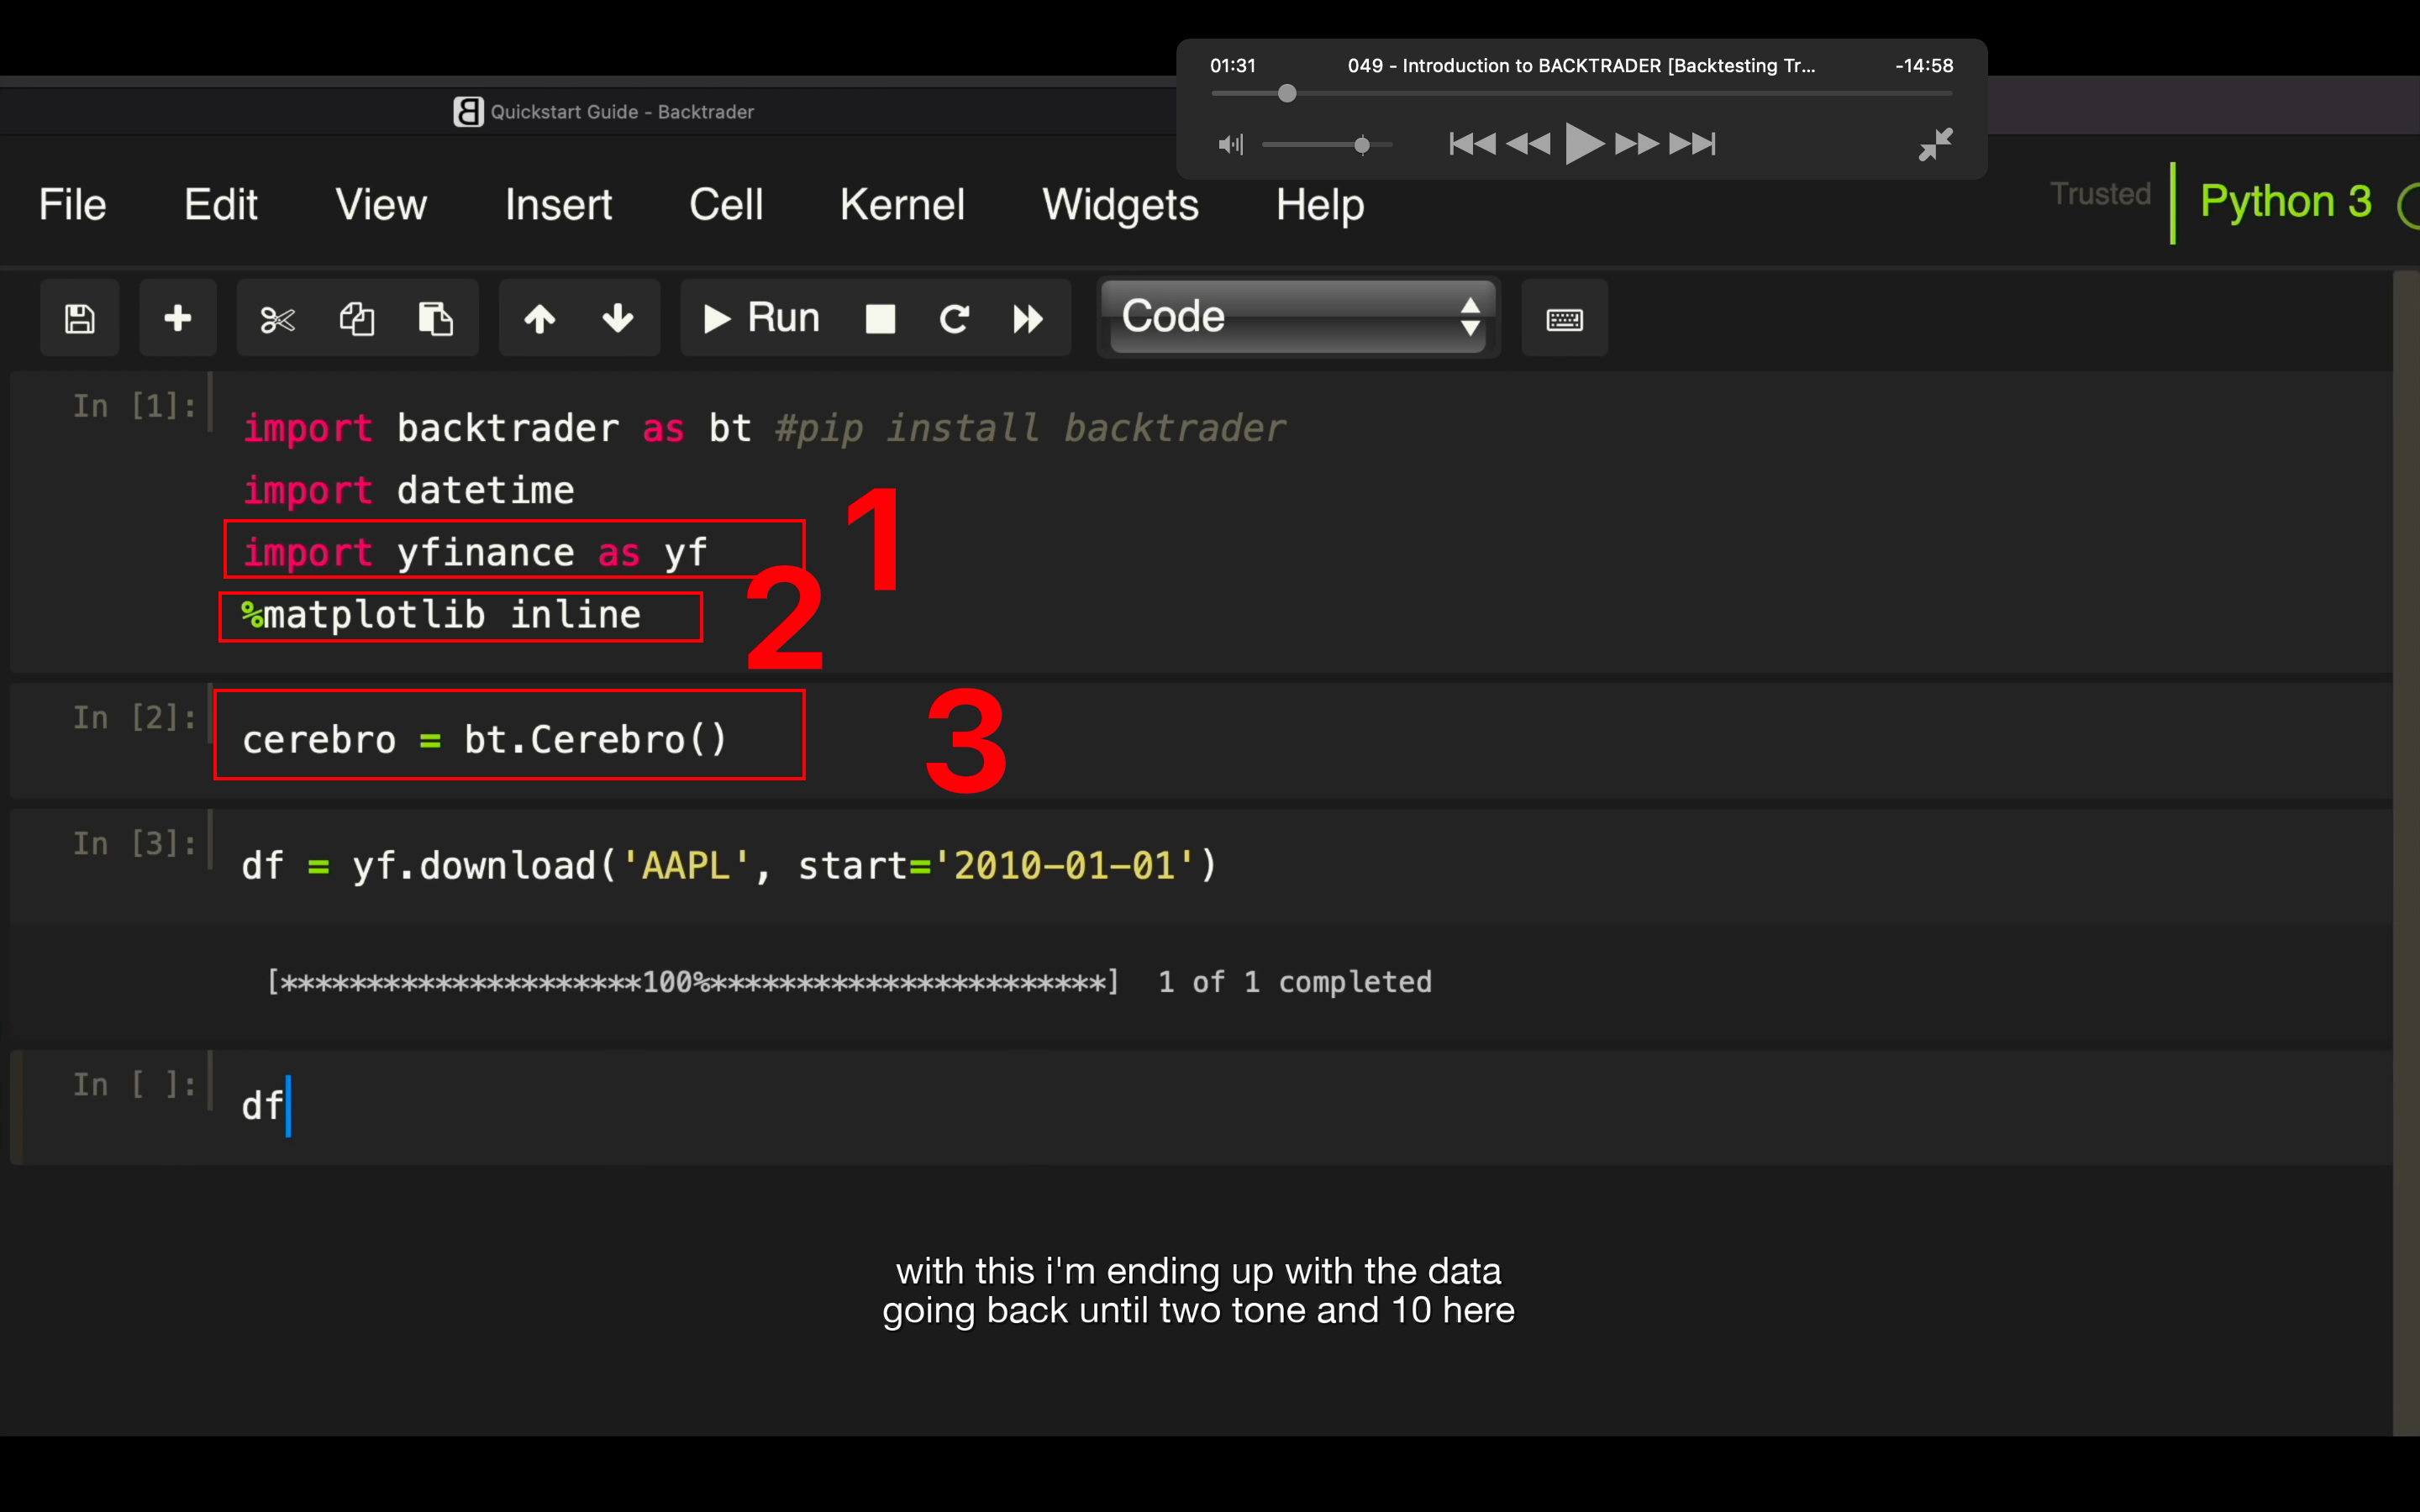 01:31 049 - Introduction to BACKTRADER [Backtesting Tr... -14:58
Quickstart Guide - Backtrader
File Edit View Insert Cell Kernel Widgets Help Trusted Python 3
Run Code
In [1]: import backtrader as bt #pip install backtrader
import datetime
import yfinance as yf 1
%matplotlib inline 2
In [2]: cerebro = bt.Cerebro() 3
In [3]: df = yf.download('AAPL', start='2010-01-01')
[*********************100%***********************] 1 of 1 completed
In [ ]: df
with this i'm ending up with the data
going back until two tone and 10 here